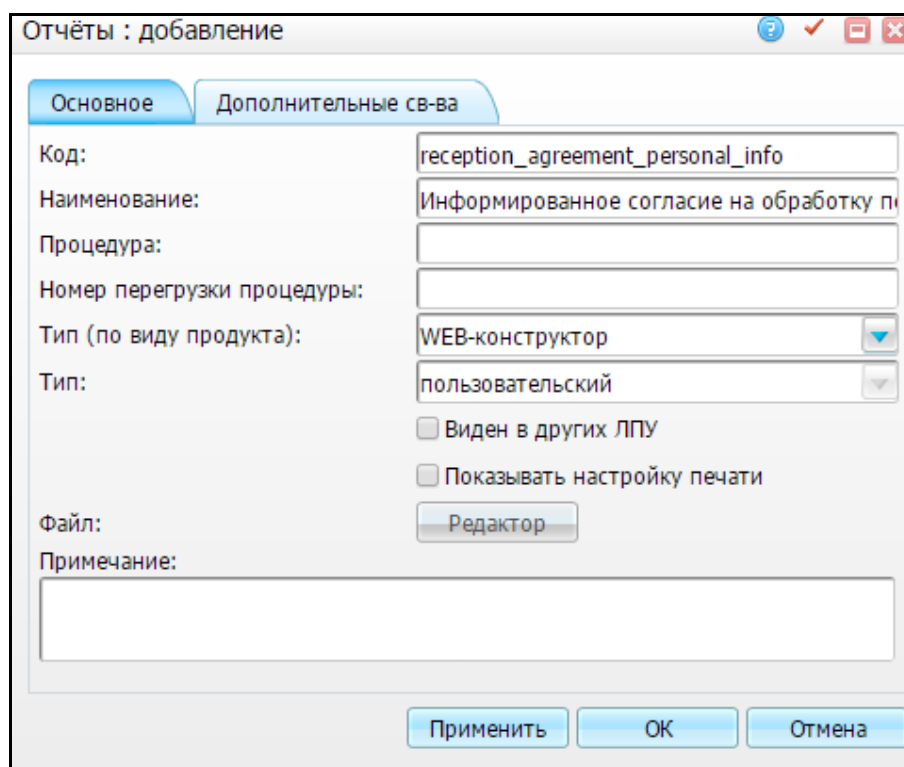 Отчёты : добавление
Основное Дополнительные св-ва
Код: reception_agreement_personal_info
Наименование: Информированное согласие на обработку
Процедура:
Номер перегрузки процедуры:
Тип (по виду продукта): WEB-конструктор
Тип: пользовательский
Виден в других ЛПУ
Показывать настройку печати
Файл: Редактор
Примечание:
Применить ОК Отмена